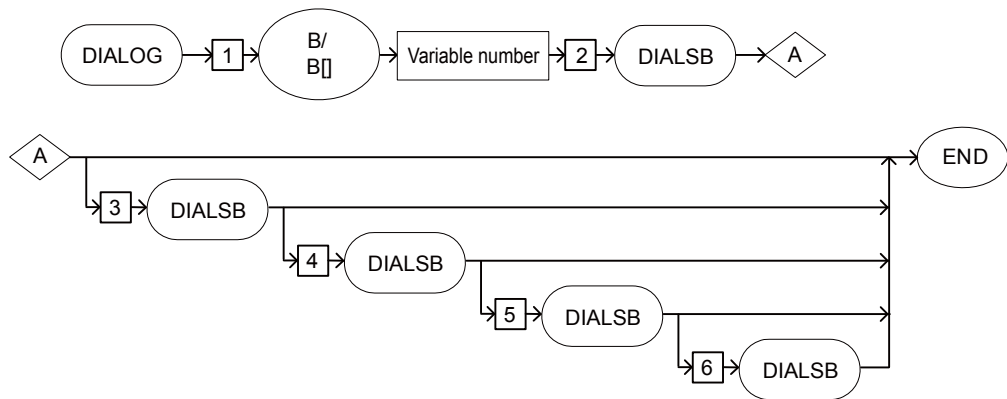 DIALOG
1
B/
B[]
Variable number
2
DIALSB
A
A
END
3
DIALSB
4
DIALSB
5
DIALSB
6
DIALSB